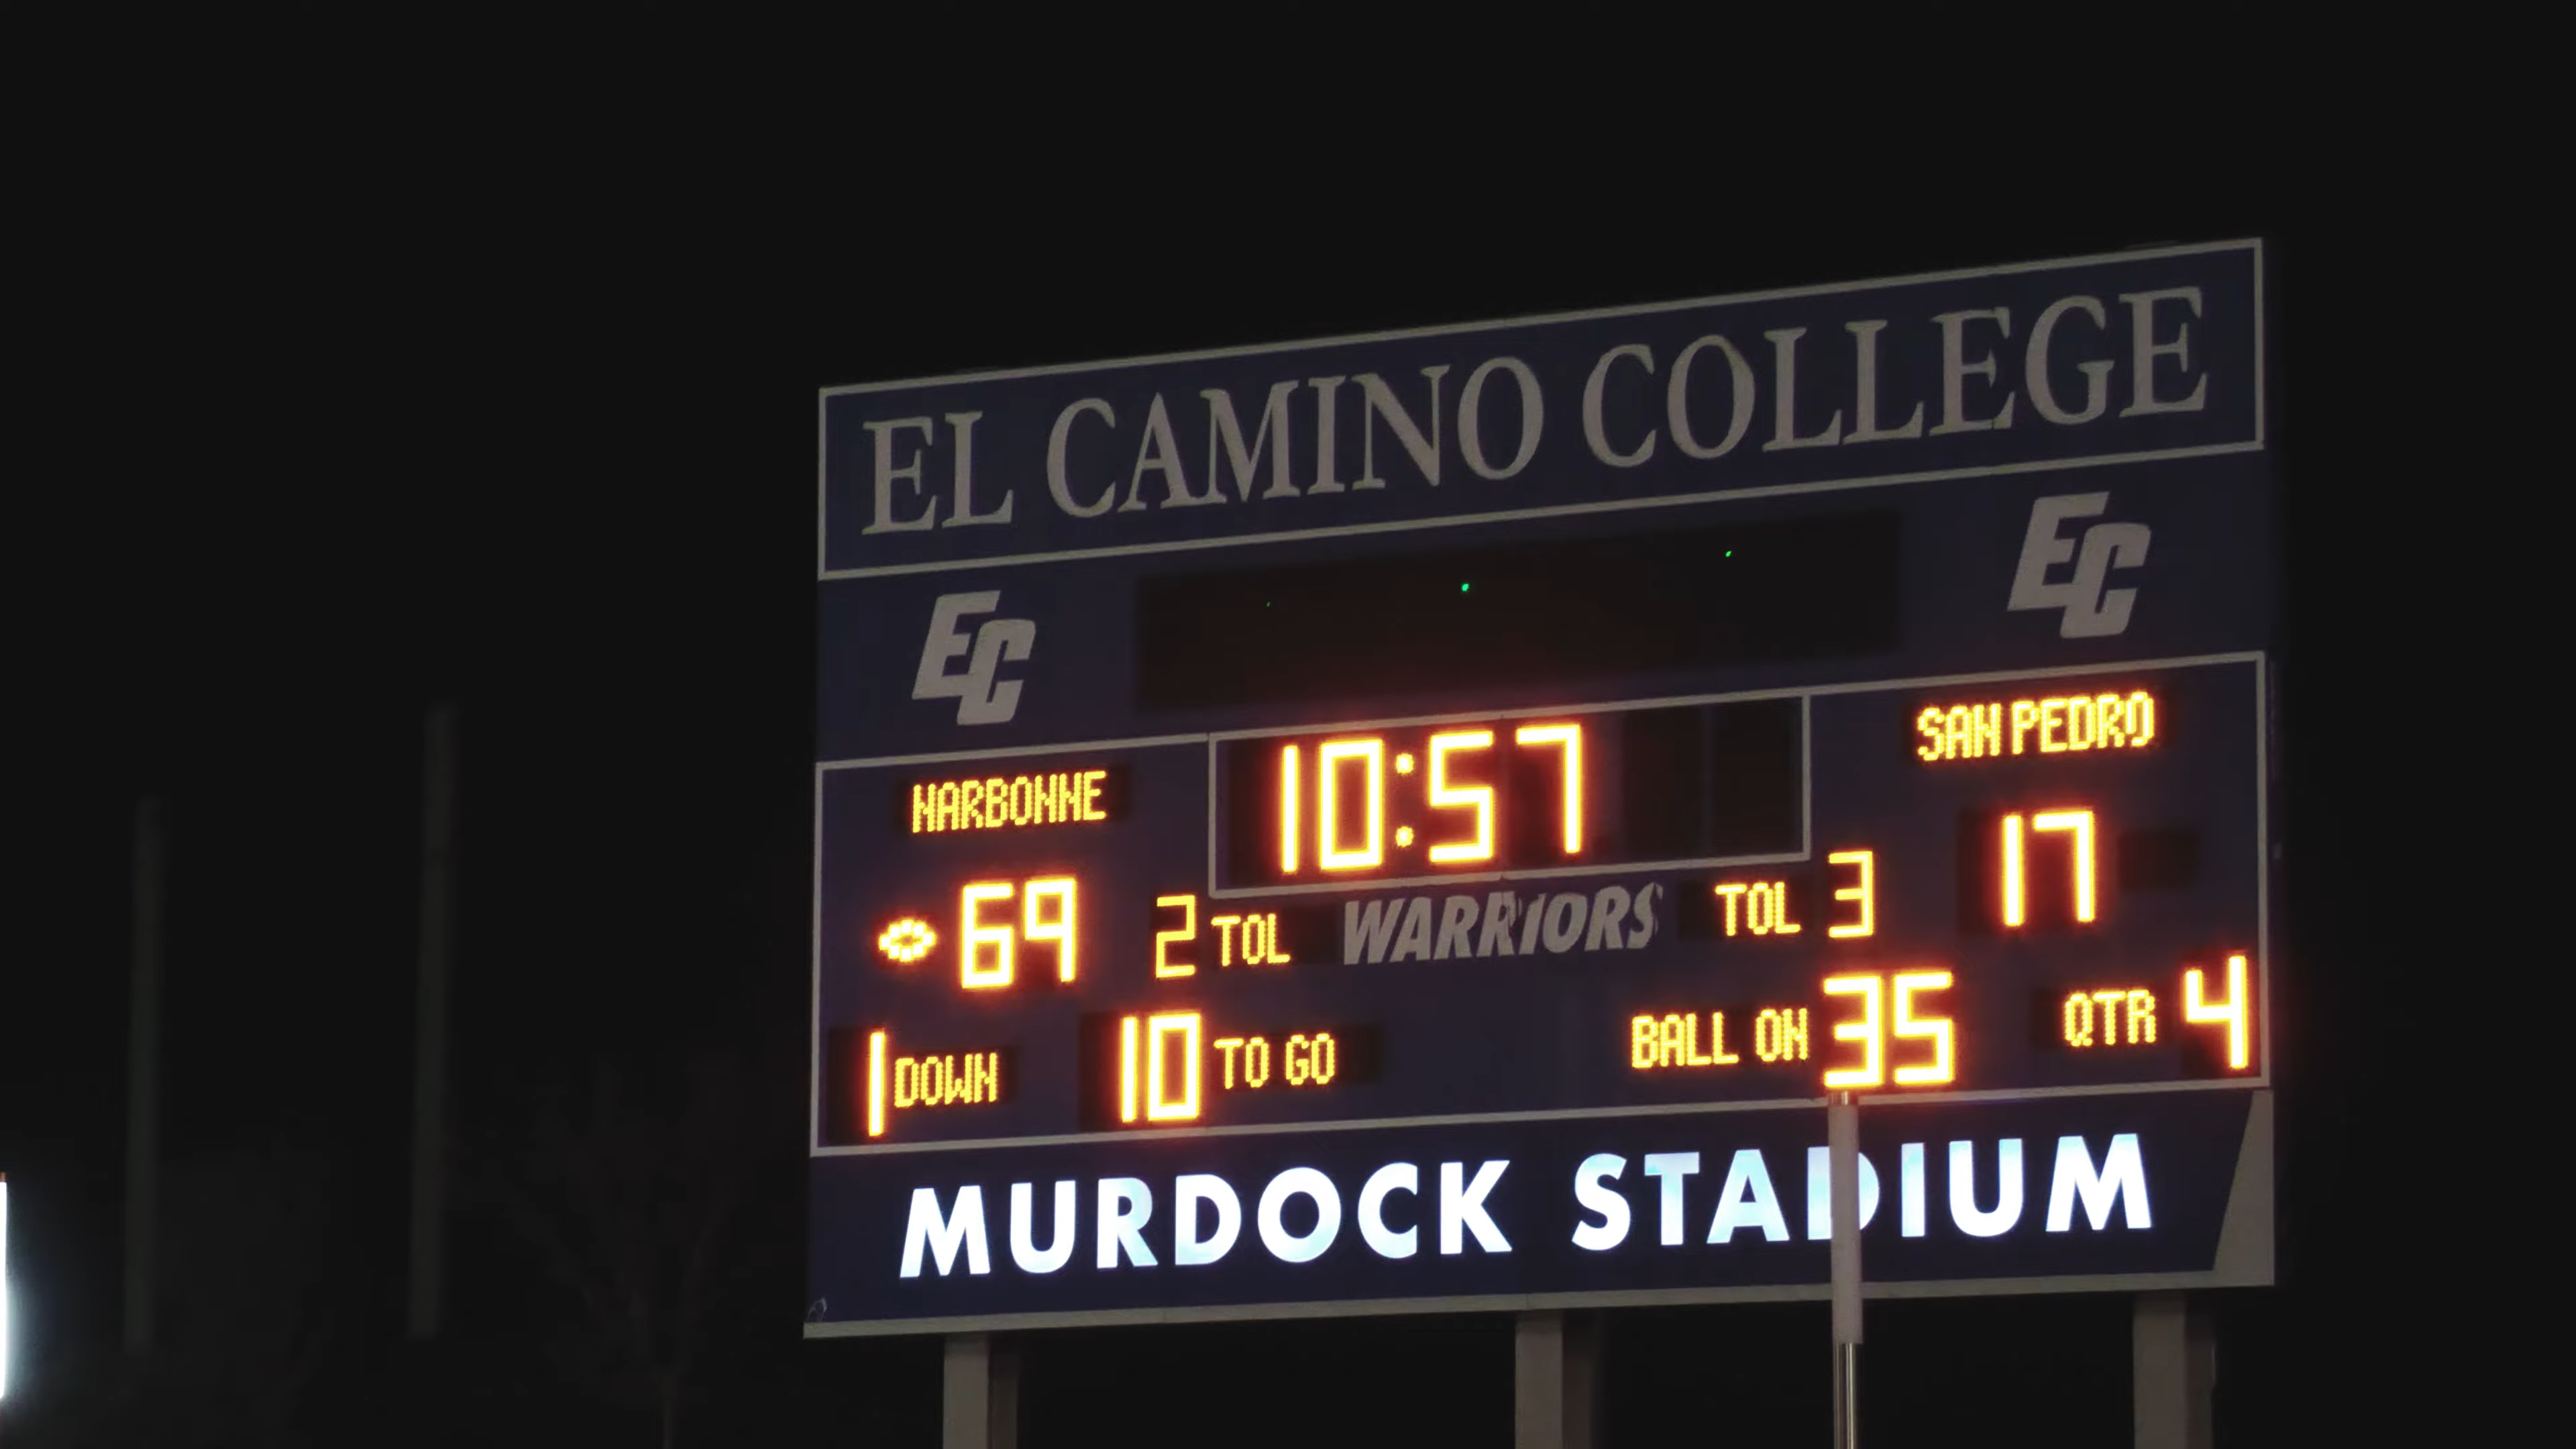 EL CAMINO COLLEGE
EC
EC
NARBONNE
10:57
SAN PEDRO
69
2 TOL
WARRIORS
TOL 3
17
1 DOWN
10 TO GO
BALL ON 35
QTR 4
MURDOCK STADIUM